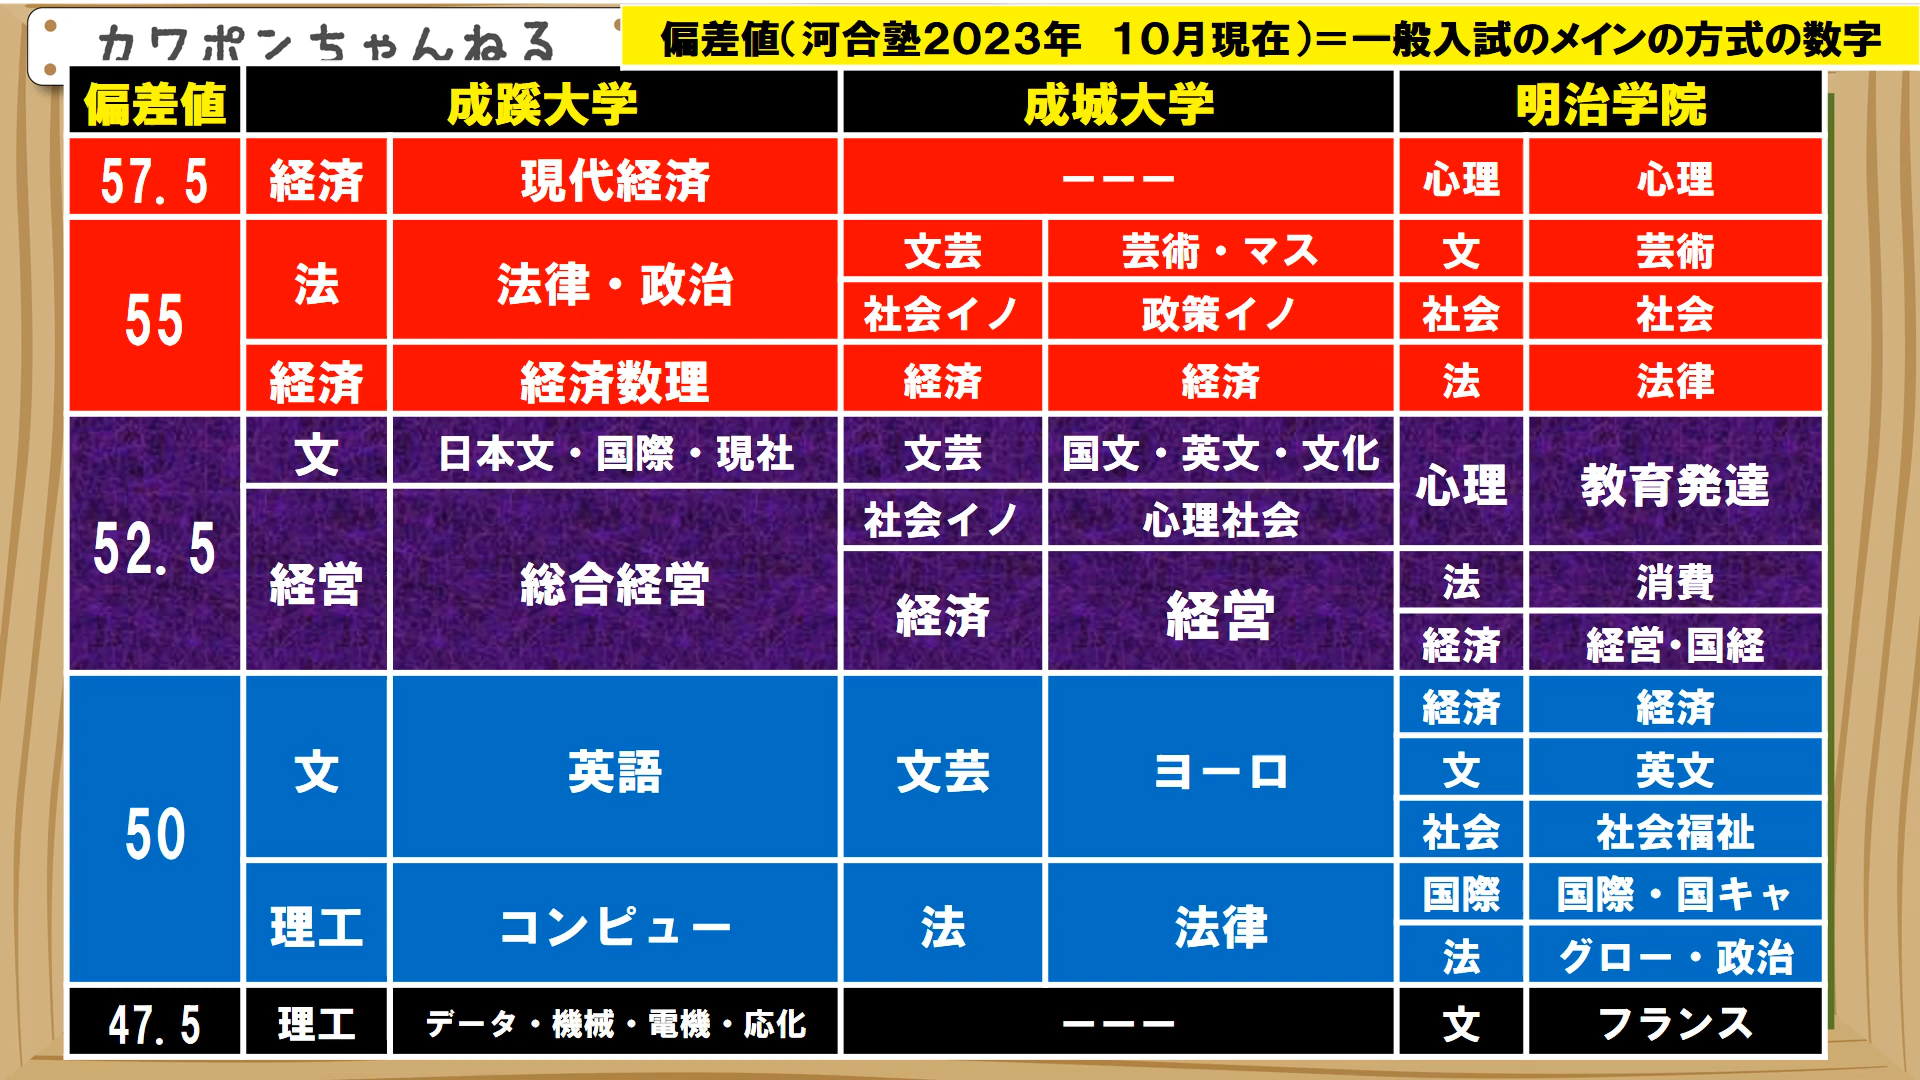 カワポンちゃんねる
偏差値(河合塾2023年 10月現在)=一般入試のメインの方式の数字
偏差値 成蹊大学 成城大学 明治学院
57.5 経済 現代経済 ーーー 心理 心理
55 法 法律・政治 文芸 芸術・マス 文 芸術
社会イノ 政策イノ 社会 社会
経済 経済数理 経済 経済 法 法律
52.5 文 日本文・国際・現社 文芸 国文・英文・文化 心理 教育発達
経営 総合経営 社会イノ 心理社会
経済 経営 法 消費
経済 経営・国経
50 文 英語 文芸 ヨーロ 経済 経済
文 英文
社会 社会福祉
理工 コンピュー 法 法律 国際 国際・国キャ
法 グロー・政治
47.5 理工 データ・機械・電機・応化 ーーー 文 フランス